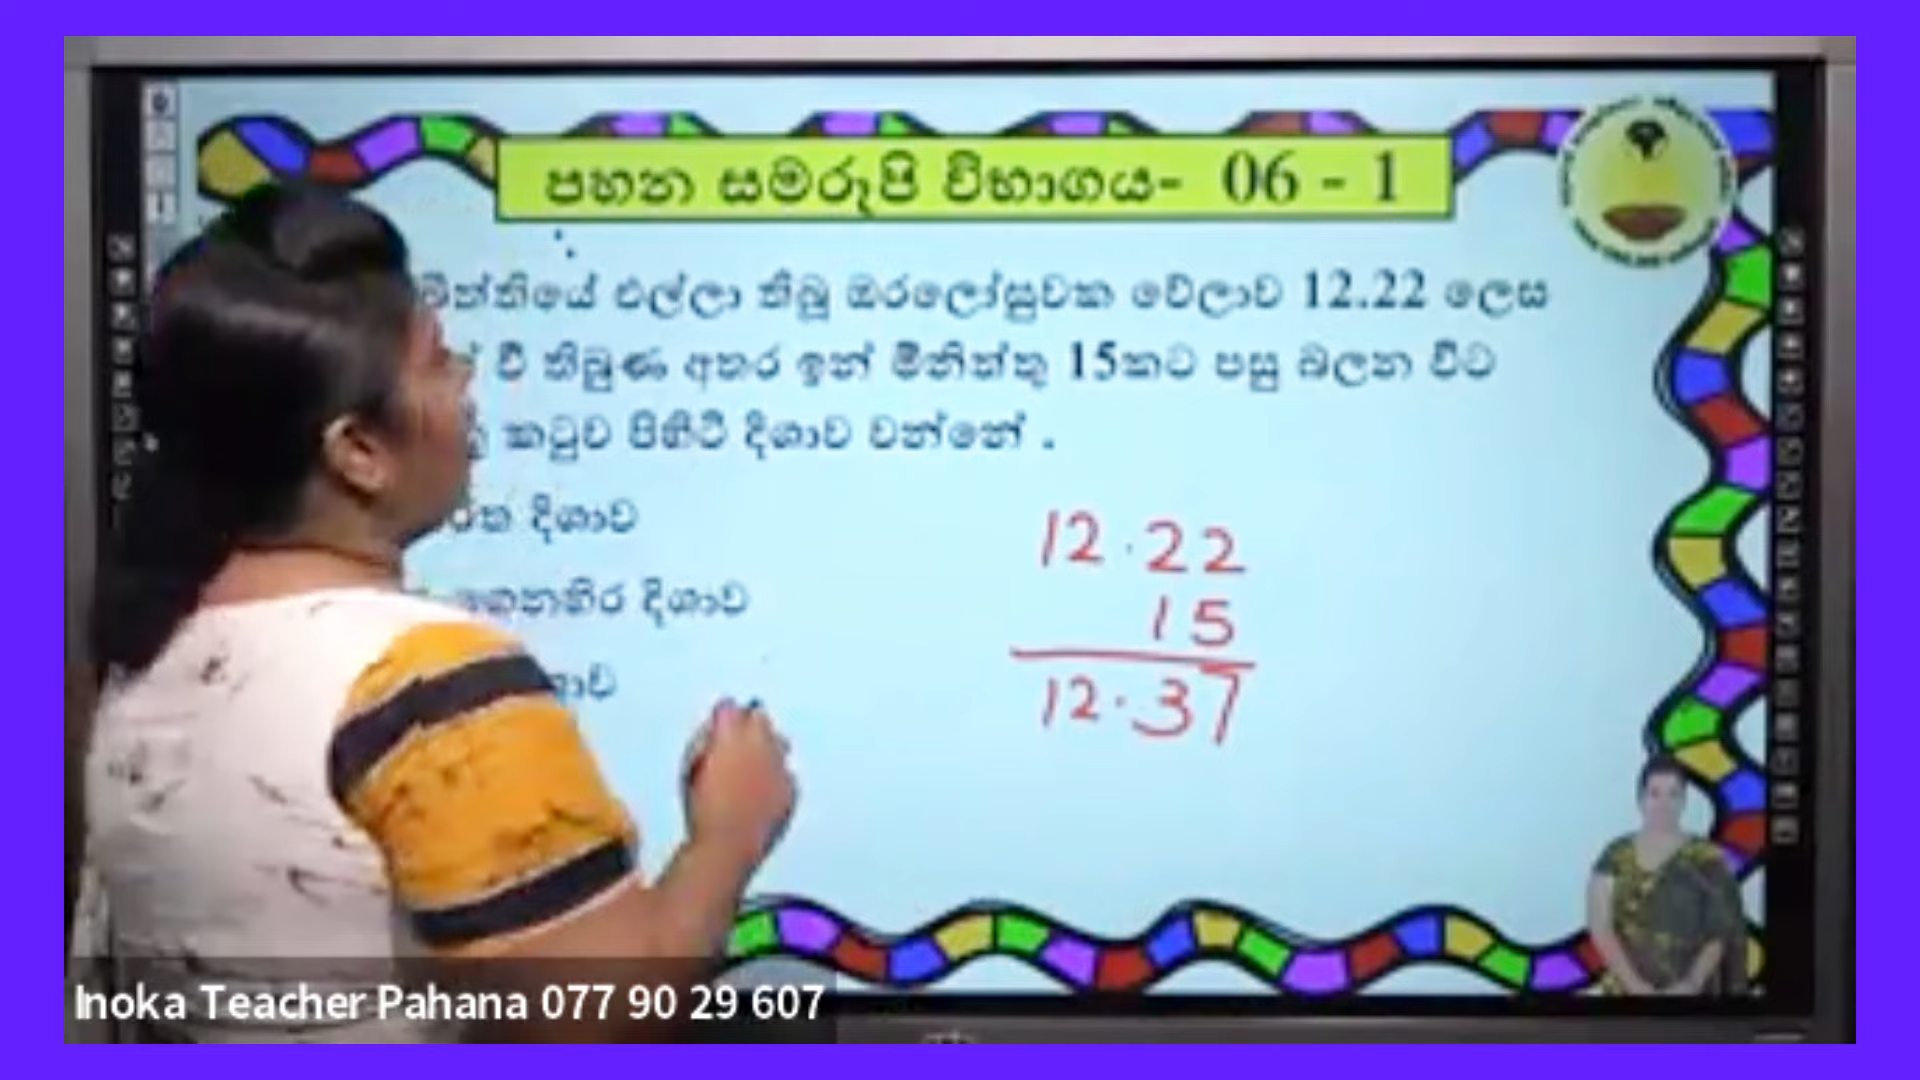 පහන සමරූපි විභාගය- 06 - 1
බිත්තියේ එල්ලා තිබූ ඔරලෝසුවක වේලාව 12.22 ලෙස
වී තිබුණ අතර ඉන් මිනිත්තු 15කට පසු බලන විට
කටුව පිහිටි දිශාව වන්නේ .
දිශාව
දිශාව
12.22
15
12.37
Inoka Teacher Pahana 077 90 29 607